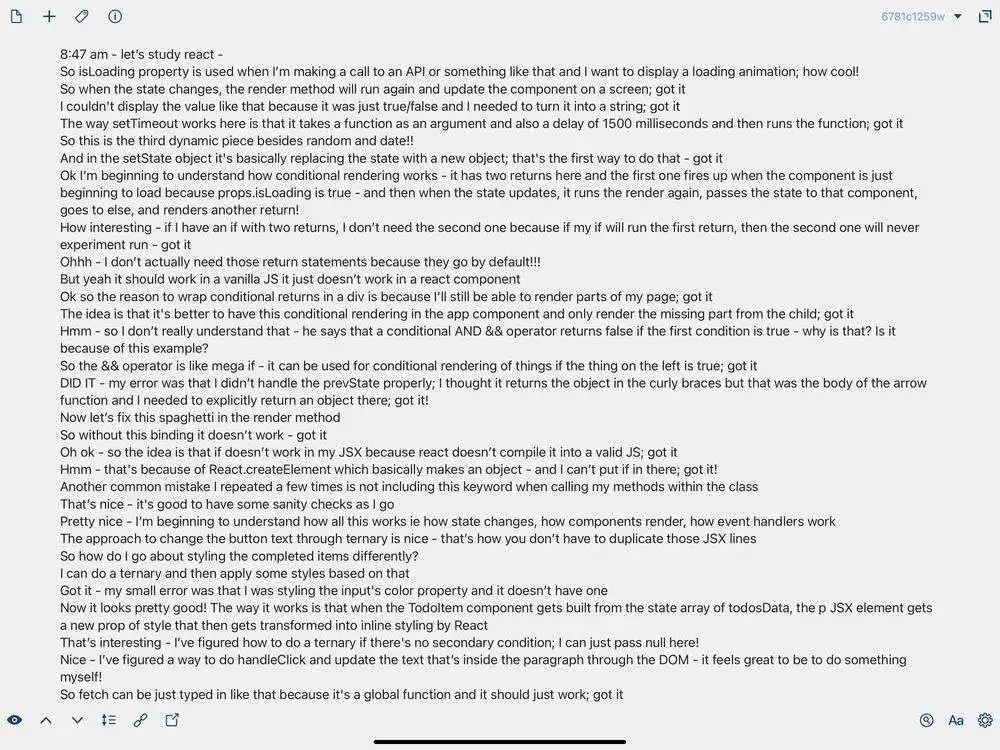 6781c1259w
8:47 am - let's study react -
So isLoading property is used when I'm making a call to an API or something like that and I want to display a loading animation; how cool!
So when the state changes, the render method will run again and update the component on a screen; got it
I couldn't display the value like that because it was just true/false and I needed to turn it into a string; got it
The way setTimeout works here is that it takes a function as an argument and also a delay of 1500 milliseconds and then runs the function; got it
So this is the third dynamic piece besides random and date!!
And in the setState object it's basically replacing the state with a new object; that's the first way to do that - got it
Ok I'm beginning to understand how conditional rendering works - it has two returns here and the first one fires up when the component is just
beginning to load because props.isLoading is true - and then when the state updates, it runs the render again, passes the state to that component,
goes to else, and renders another return!
How interesting - if I have an if with two returns, I don't need the second one because if my if will run the first return, then the second one will never
experiment run - got it
Ohhh - I don't actually need those return statements because they go by default!!!
But yeah it should work in a vanilla JS it just doesn't work in a react component
Ok so the reason to wrap conditional returns in a div is because I'll still be able to render parts of my page; got it
The idea is that it's better to have this conditional rendering in the app component and only render the missing part from the child; got it
Hmm - so I don't really understand that - he says that a conditional AND && operator returns false if the first condition is true - why is that? Is it
because of this example?
So the && operator is like mega if - it can be used for conditional rendering of things if the thing on the left is true; got it
DID IT - my error was that I didn't handle the prevState properly; I thought it returns the object in the curly braces but that was the body of the arrow
function and I needed to explicitly return an object there; got it!
Now let's fix this spaghetti in the render method
So without this binding it doesn't work - got it
Oh ok - so the idea is that if doesn't work in my JSX because react doesn't compile it into a valid JS; got it
Hmm - that's because of React.createElement which basically makes an object - and I can't put if in there; got it!
Another common mistake I repeated a few times is not including this keyword when calling my methods within the class
That's nice - it's good to have some sanity checks as I go
Pretty nice - I'm beginning to understand how all this works ie how state changes, how components render, how event handlers work
The approach to change the button text through ternary is nice - that's how you don't have to duplicate those JSX lines
So how do I go about styling the completed items differently?
I can do a ternary and then apply some styles based on that
Got it - my small error was that I was styling the input's color property and it doesn't have one
Now it looks pretty good! The way it works is that when the TodoItem component gets built from the state array of todosData, the p JSX element gets
a new prop of style that then gets transformed into inline styling by React
That's interesting - I've figured how to do a ternary if there's no secondary condition; I can just pass null here!
Nice - I've figured a way to do handleClick and update the text that's inside the paragraph through the DOM - it feels great to be to do something
myself!
So fetch can be just typed in like that because it's a global function and it should just work; got it
Aa